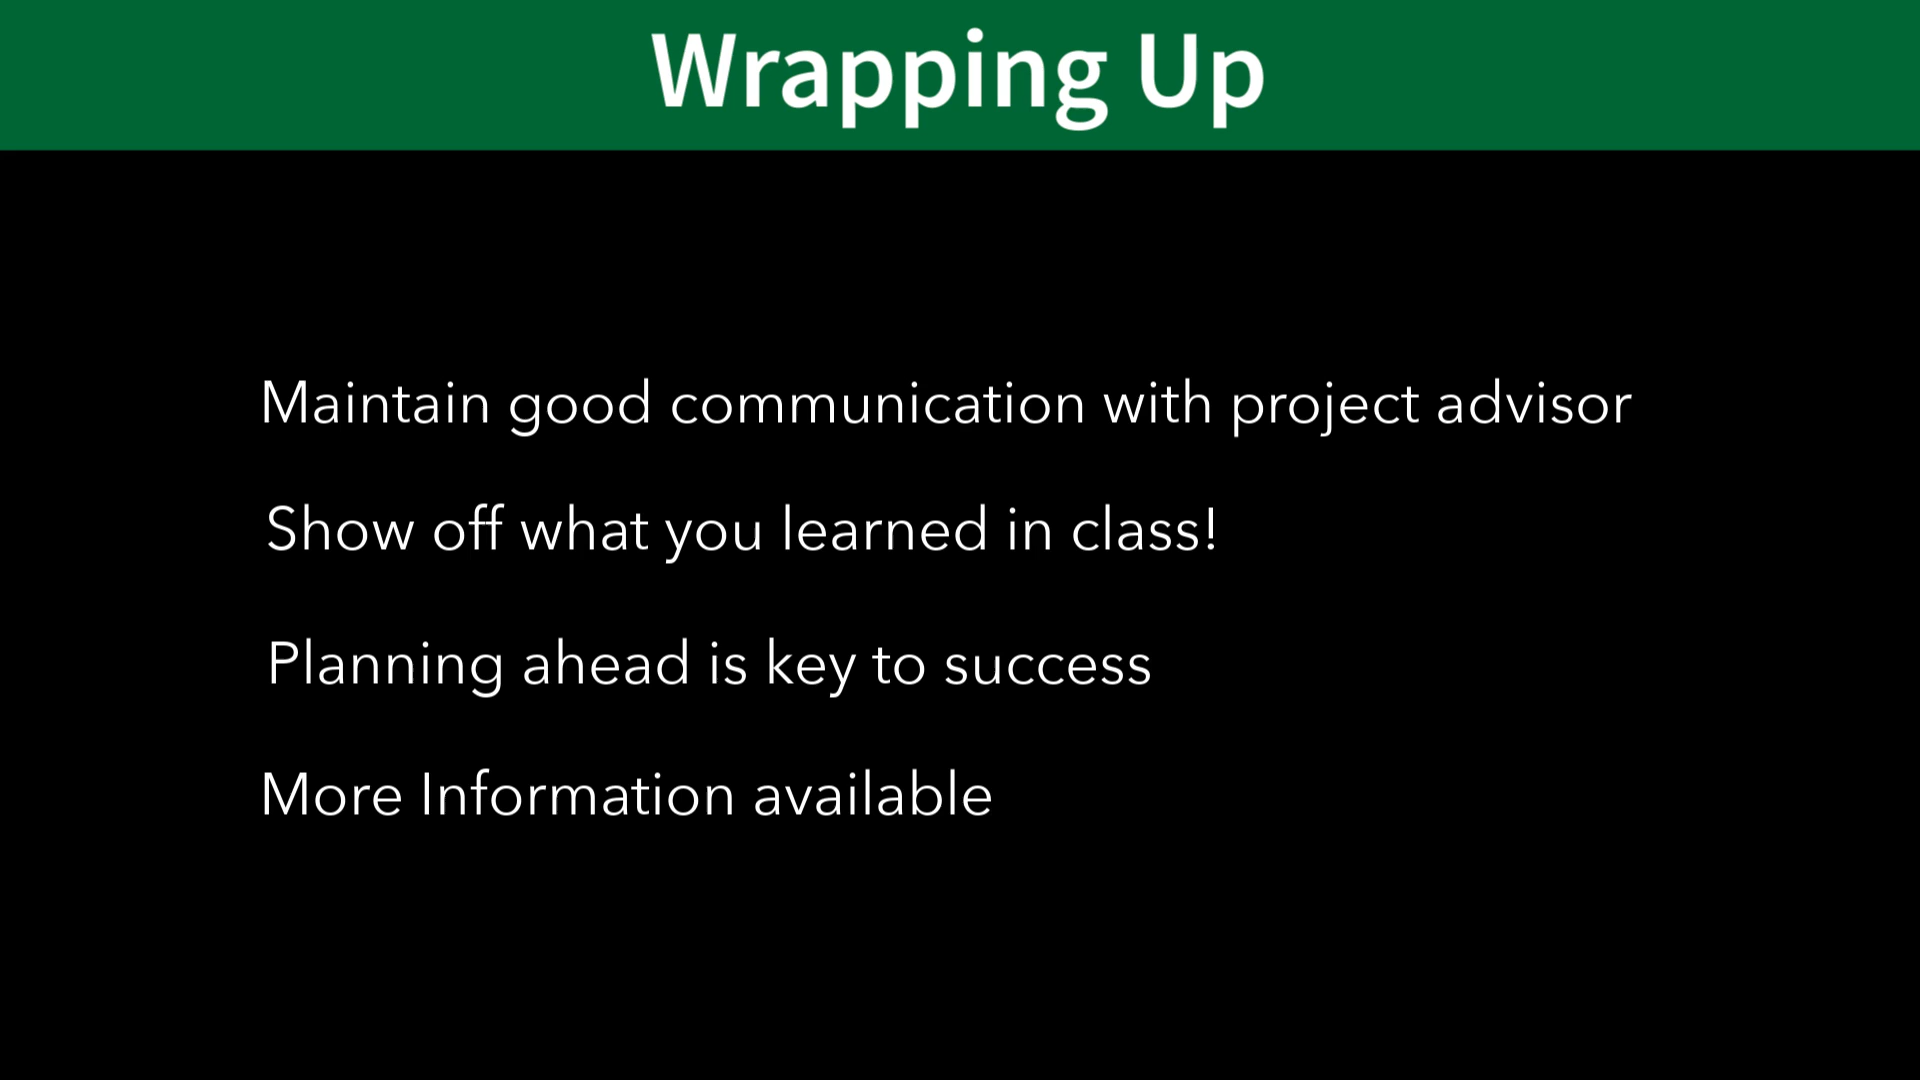 Wrapping Up
Maintain good communication with project advisor
Show off what you learned in class!
Planning ahead is key to success
More Information available